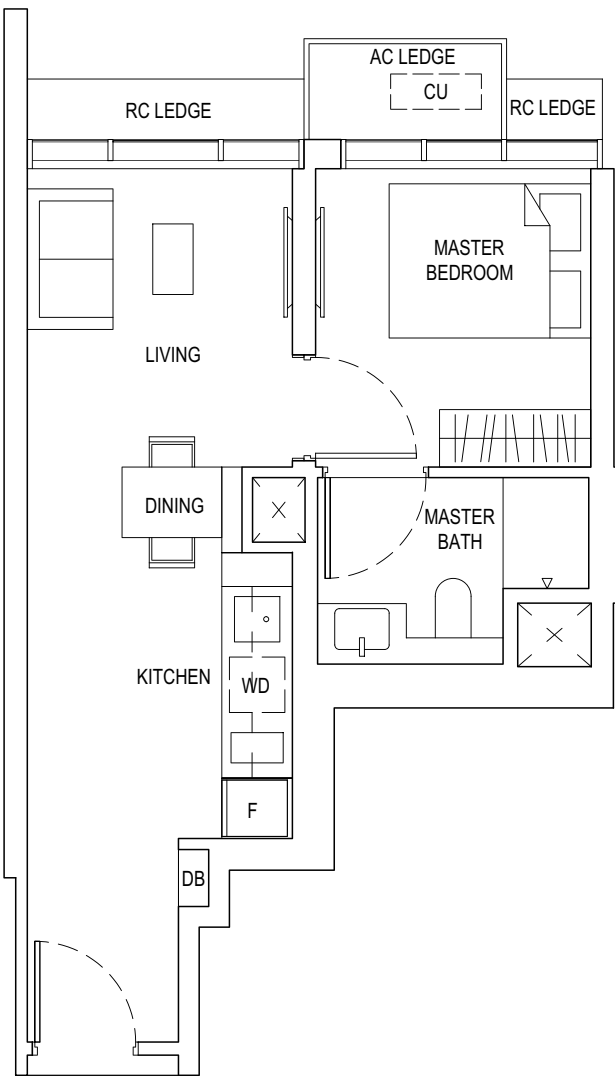 AC LEDGE
CU
RC LEDGE
RC LEDGE
MASTER
BEDROOM
LIVING
DINING
MASTER
BATH
KITCHEN
WD
F
DB